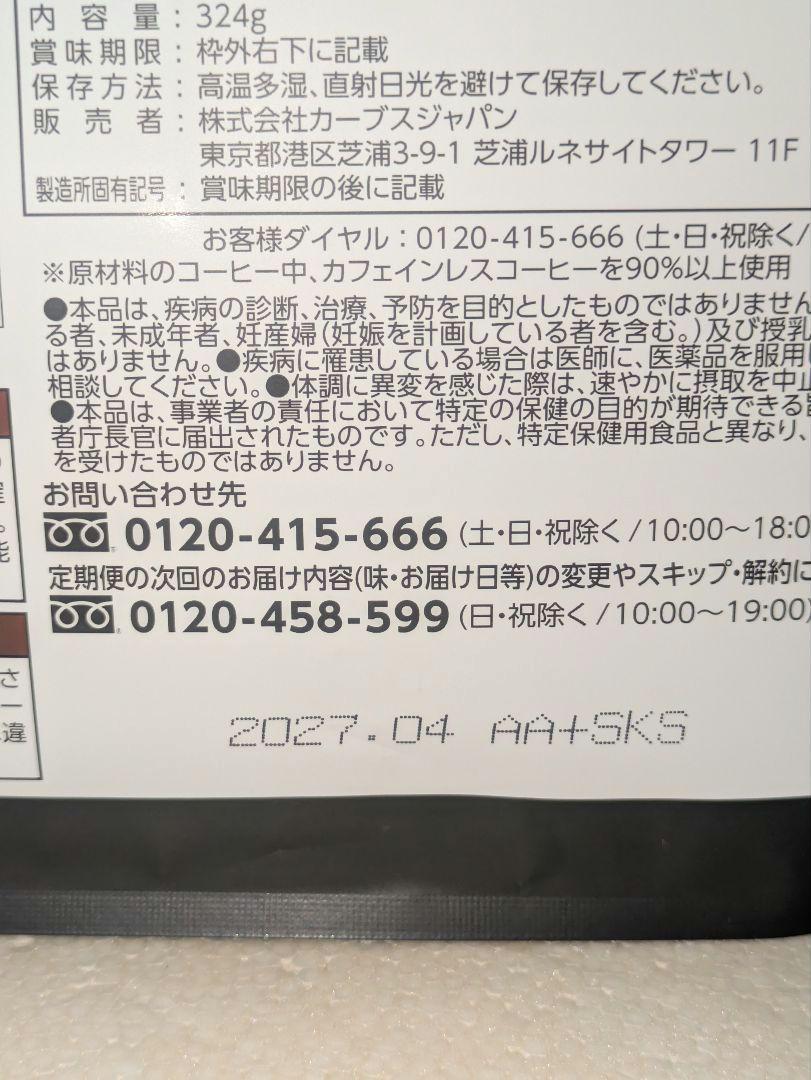 内容量：324g
賞味期限：枠外右下に記載
保存方法：高温多湿、直射日光を避けて保存してください。
販売者：株式会社カーブスジャパン
東京都港区芝浦3-9-1 芝浦ルネサイトタワー 11F
製造所固有記号：賞味期限の後に記載
お客様ダイヤル：0120-415-666 (土・日・祝除く/
※原材料のコーヒー中、カフェインレスコーヒーを90%以上使用
●本品は、疾病の診断、治療、予防を目的としたものではありません
る者、未成年者、妊産婦(妊娠を計画している者を含む。)及び授乳
はありません。●疾病に罹患している場合は医師に、医薬品を服用
相談してください。●体調に異変を感じた際は、速やかに摂取を中
●本品は、事業者の責任において特定の保健の目的が期待できる
者庁長官に届出されたものです。ただし、特定保健用食品と異なり、
を受けたものではありません。
お問い合わせ先
0120-415-666 (土・日・祝除く/10:00～18:0
定期便の次回のお届け内容(味・お届け日等)の変更やスキップ・解約に
0120-458-599 (日・祝除く/10:00～19:00)
さ
ー
違
2027.04 AA+SKS